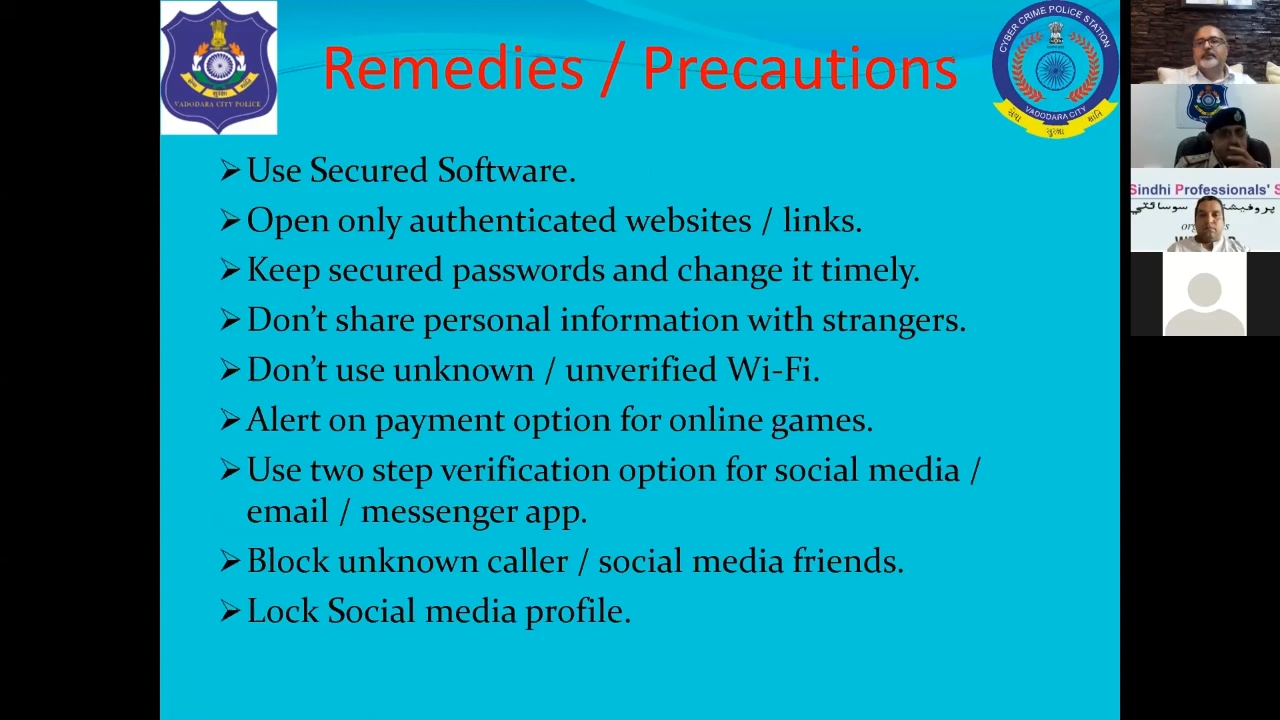 VADODARA CITY POLICE
Remedies / Precautions
CYBER CRIME POLICE STATION
VADODARA CITY
સેવા સુરક્ષા શાંતિ
➢Use Secured Software.
➢Open only authenticated websites / links.
➢Keep secured passwords and change it timely.
➢Don’t share personal information with strangers.
➢Don’t use unknown / unverified Wi-Fi.
➢Alert on payment option for online games.
➢Use two step verification option for social media /
email / messenger app.
➢Block unknown caller / social media friends.
➢Lock Social media profile.
Sindhi Professionals' S